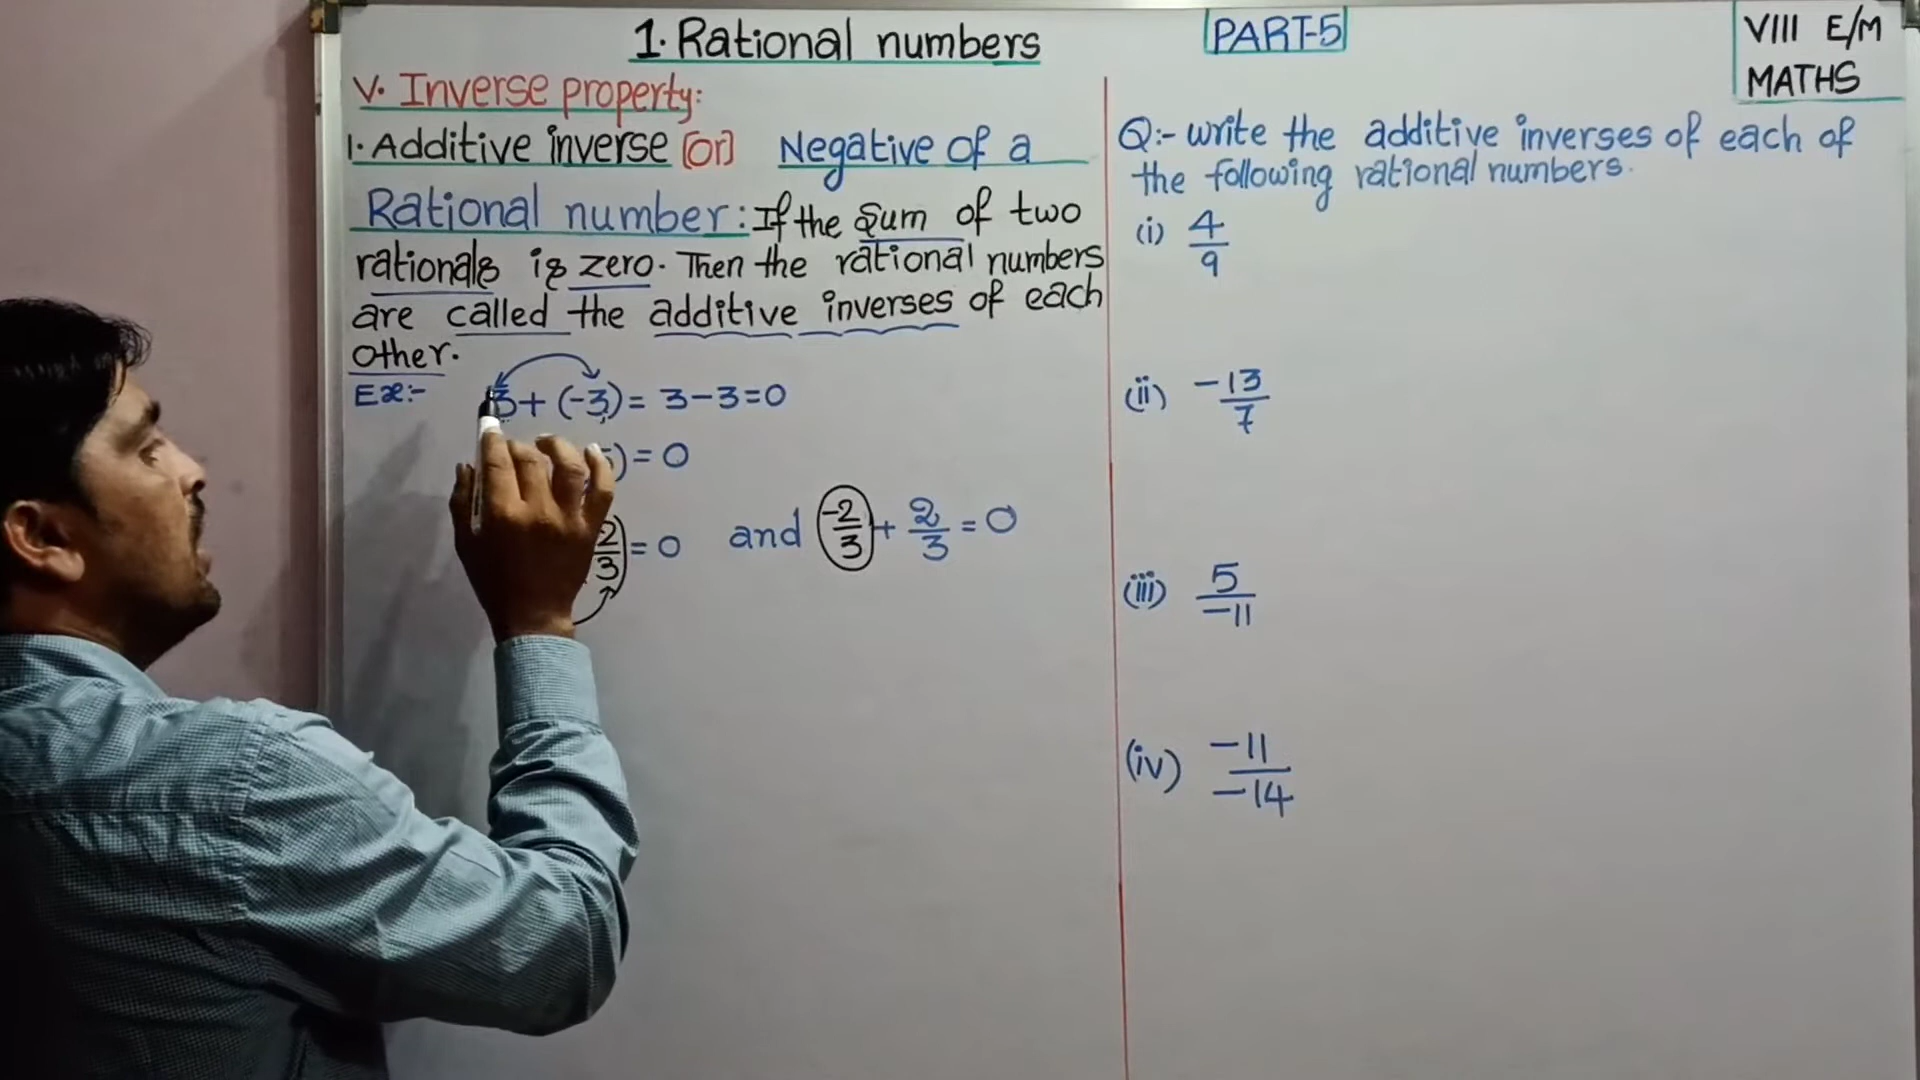 1. Rational numbers
PART-5
VIII E/M
MATHS
V. Inverse property:
1. Additive inverse [or] Negative of a
Rational number: If the sum of two
rationals is zero. Then the rational numbers
are called the additive inverses of each
other.
Ex:- 3+(-3)= 3-3=0
)=0
2/3)=0 and (-2/3)+2/3=0
Q:- write the additive inverses of each of
the following rational numbers.
(i) 4/9
(ii) -13/7
(iii) 5/-11
(iv) -11/-14